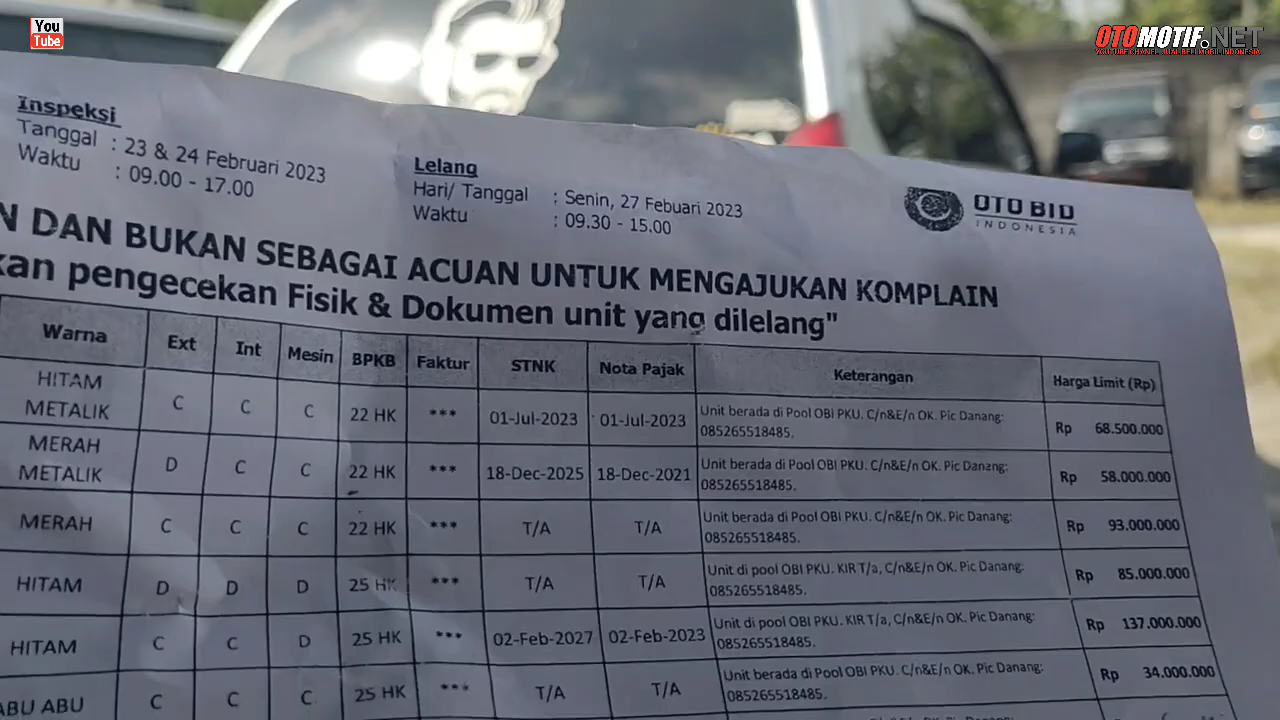 You
Tube
OTOMOTIF.NET
YOUTUBE CHANEL JUAL BELI MOBIL INDONESIA
Inspeksi
Tanggal : 23 & 24 Februari 2023
Waktu : 09.00 - 17.00
Lelang
Hari/ Tanggal : Senin, 27 Febuari 2023
Waktu : 09.30 - 15.00
OTO BID
INDONESIA
N DAN BUKAN SEBAGAI ACUAN UNTUK MENGAJUKAN KOMPLAIN
kan pengecekan Fisik & Dokumen unit yang dilelang"
Warna Ext Int Mesin BPKB Faktur STNK Nota Pajak Keterangan Harga Limit (Rp)
HITAM METALIK C C C 22 HK *** 01-Jul-2023 01-Jul-2023 Unit berada di Pool OBI PKU. C/n&E/n OK. Pic Danang: 085265518485. Rp 68.500.000
MERAH METALIK D C C 22 HK *** 18-Dec-2025 18-Dec-2021 Unit berada di Pool OBI PKU. C/n&E/n OK. Pic Danang: 085265518485. Rp 58.000.000
MERAH C C C 22 HK *** T/A T/A Unit berada di Pool OBI PKU. C/n&E/n OK. Pic Danang: 085265518485. Rp 93.000.000
HITAM D D D 25 HK *** T/A T/A Unit di pool OBI PKU. KIR T/a, C/n&E/n OK. Pic Danang: 085265518485. Rp 85.000.000
HITAM C C D 25 HK *** 02-Feb-2027 02-Feb-2023 Unit di pool OBI PKU. KIR T/a, C/n&E/n OK. Pic Danang: 085265518485. Rp 137.000.000
ABU ABU C C C 25 HK *** T/A T/A Unit berada di Pool OBI PKU. C/n&E/n OK. Pic Danang: 085265518485. Rp 34.000.000